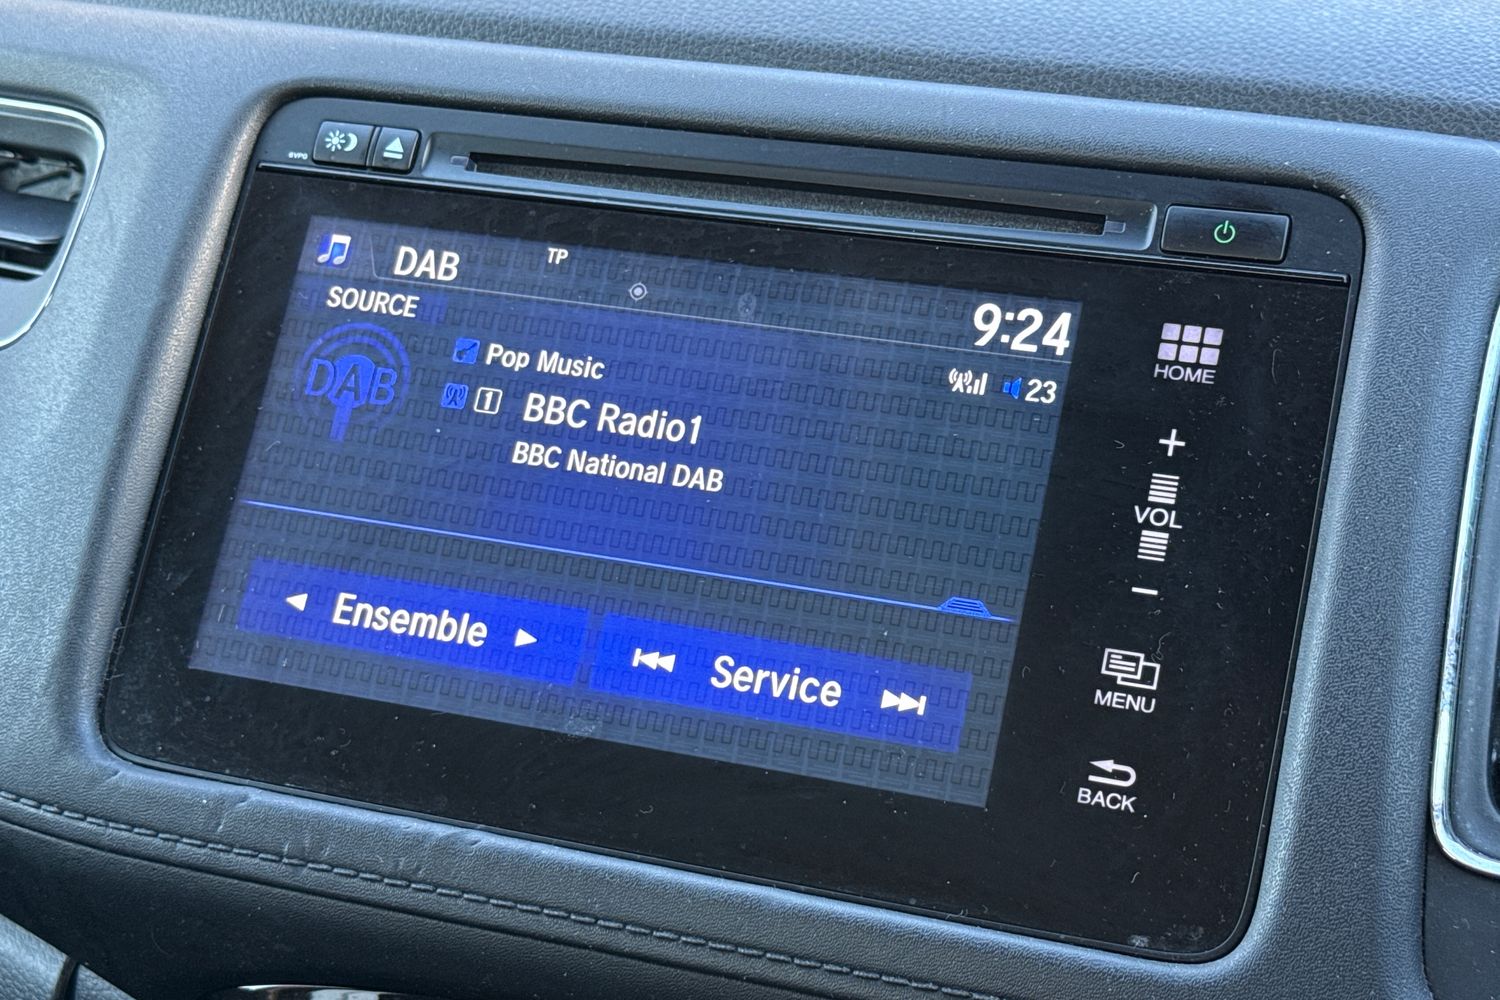 DAB
TP
SOURCE
9:24
DAB
Pop Music
23
1
BBC Radio1
BBC National DAB
Ensemble
Service
HOME
+
VOL
−
MENU
BACK